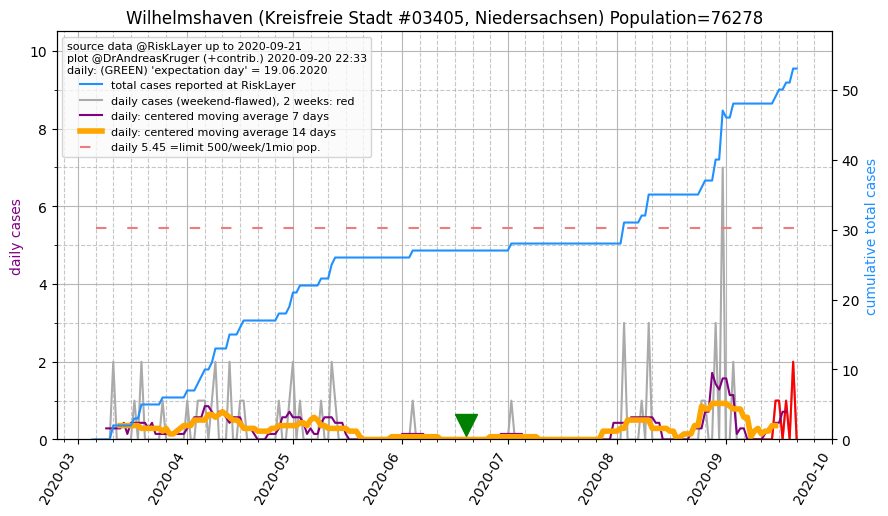 Wilhelmshaven (Kreisfreie Stadt #03405, Niedersachsen) Population=76278
source data @RiskLayer up to 2020-09-21
plot @DrAndreasKruger (+contrib.) 2020-09-20 22:33
daily: (GREEN) 'expectation day' = 19.06.2020
total cases reported at RiskLayer
daily cases (weekend-flawed), 2 weeks: red
daily: centered moving average 7 days
daily: centered moving average 14 days
daily 5.45 =limit 500/week/1mio pop.
daily cases
10
8
6
4
2
0
cumulative total cases
50
40
30
20
10
0
2020-03
2020-04
2020-05
2020-06
2020-07
2020-08
2020-09
2020-10